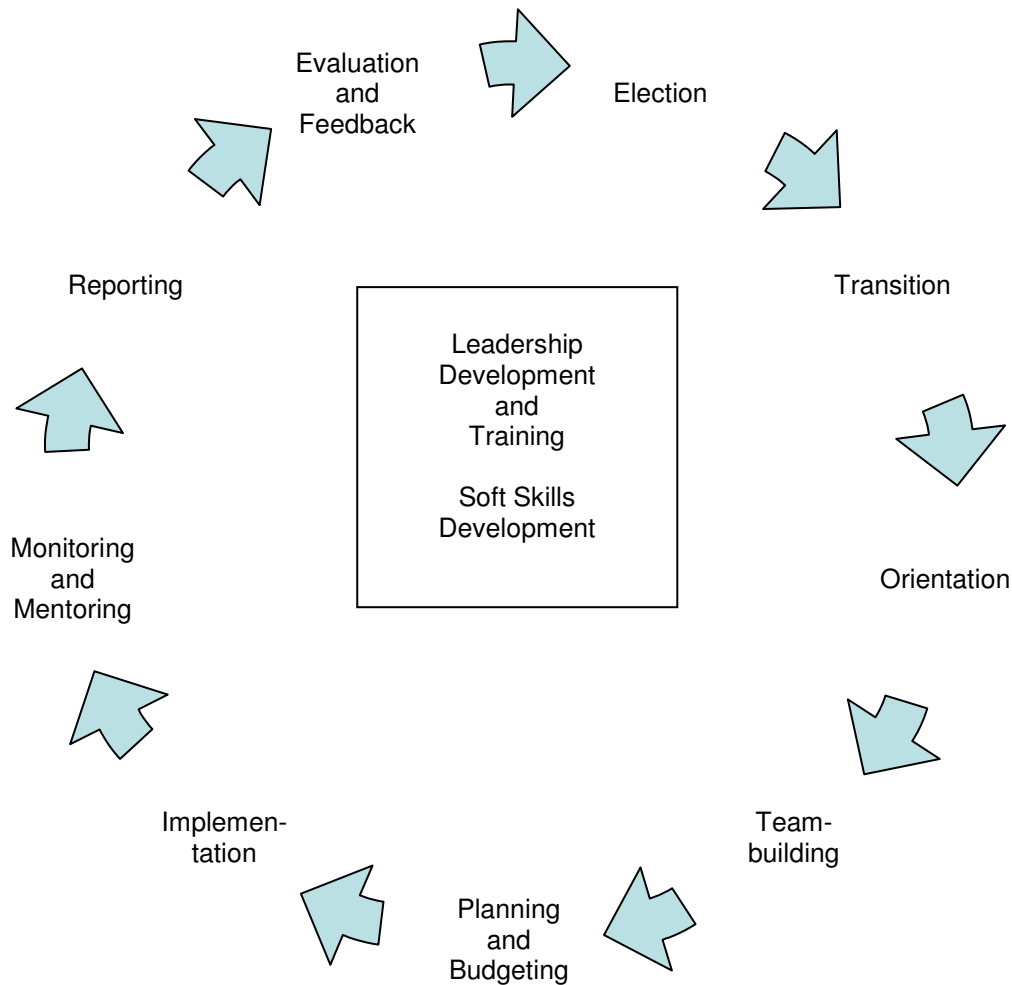 Evaluation
and
Feedback
Election
Transition
Orientation
Team-
building
Planning
and
Budgeting
Implemen-
tation
Monitoring
and
Mentoring
Reporting
Leadership
Development
and
Training
Soft Skills
Development